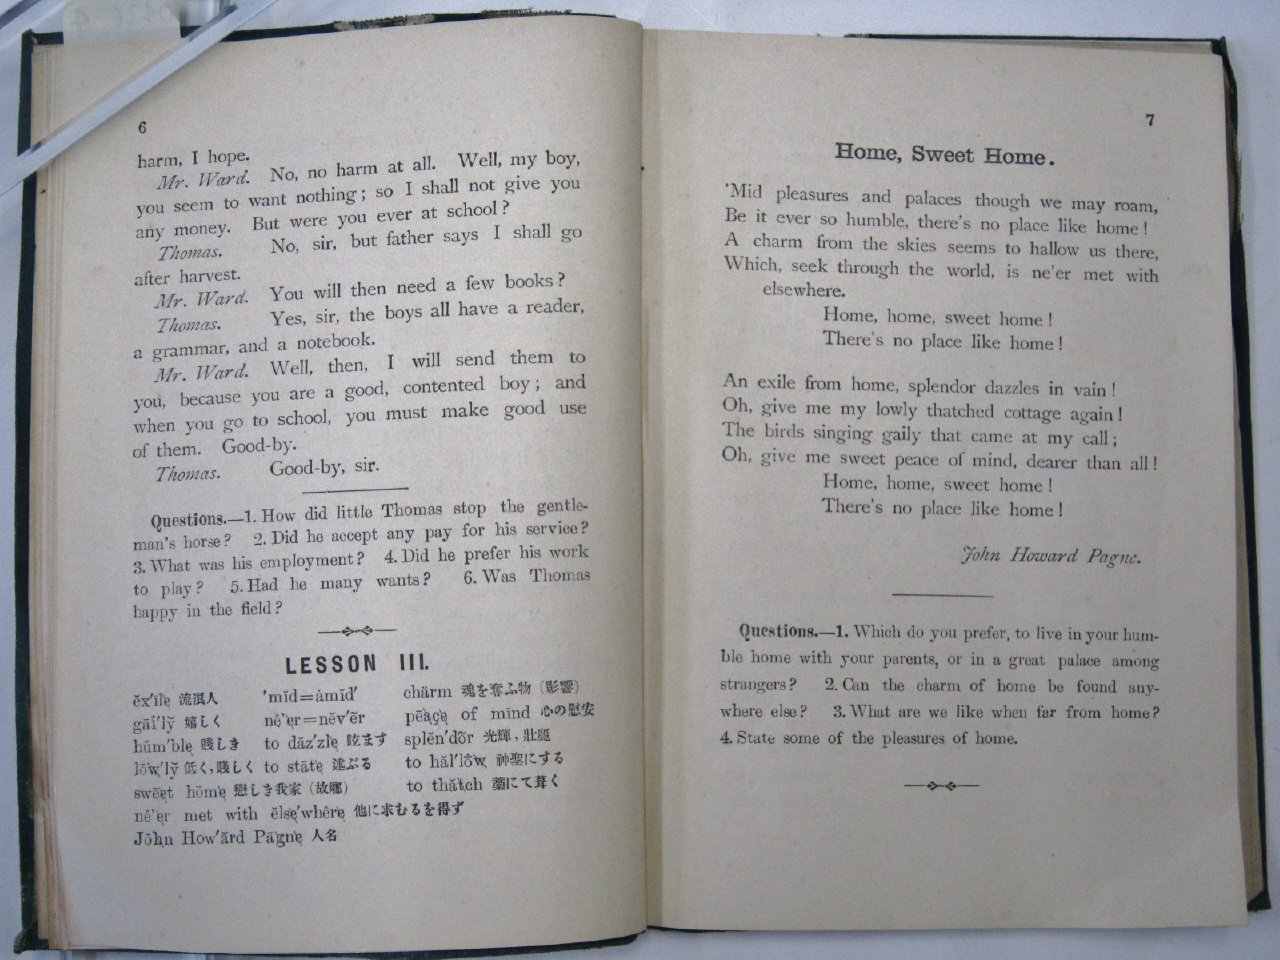 6
harm, I hope.
Mr. Ward. No, no harm at all. Well, my boy,
you seem to want nothing; so I shall not give you
any money. But were you ever at school?
Thomas. No, sir, but father says I shall go
after harvest.
Mr. Ward. You will then need a few books?
Thomas. Yes, sir, the boys all have a reader,
a grammar, and a notebook.
Mr. Ward. Well, then, I will send them to
you, because you are a good, contented boy; and
when you go to school, you must make good use
of them. Good-by.
Thomas. Good-by, sir.
Questions.—1. How did little Thomas stop the gentle-
man's horse? 2. Did he accept any pay for his service?
3. What was his employment? 4. Did he prefer his work
to play? 5. Had he many wants? 6. Was Thomas
happy in the field?
LESSON III.
ĕx'īle 流浪人 'mĭd=ȧmĭd' chärm 魂を奪ふ物（影響）
gāi'lў 嬉しく nê'ẽr=nĕv'ẽr pēaçe of mīnd 心の慰安
hŭm'ble 賤しき to dăz'zle 眩ます splĕn'dõr 光輝，壯麗
lōw'lў 低く，賤しく to stāte 述ぶる to hăl'lōw 神聖にする
swēet hōme 戀しき我家（故郷） to thătch 藁にて葺く
nê'ẽr met with ĕlse'whêre 他に求むるを得ず
Jŏhn How'ård Pāgne 人名
7
Home, Sweet Home.
'Mid pleasures and palaces though we may roam,
Be it ever so humble, there's no place like home!
A charm from the skies seems to hallow us there,
Which, seek through the world, is ne'er met with
elsewhere.
Home, home, sweet home!
There's no place like home!
An exile from home, splendor dazzles in vain!
Oh, give me my lowly thatched cottage again!
The birds singing gaily that came at my call;
Oh, give me sweet peace of mind, dearer than all!
Home, home, sweet home!
There's no place like home!
John Howard Pagne.
Questions.—1. Which do you prefer, to live in your hum-
ble home with your parents, or in a great palace among
strangers? 2. Can the charm of home be found any-
where else? 3. What are we like when far from home?
4. State some of the pleasures of home.